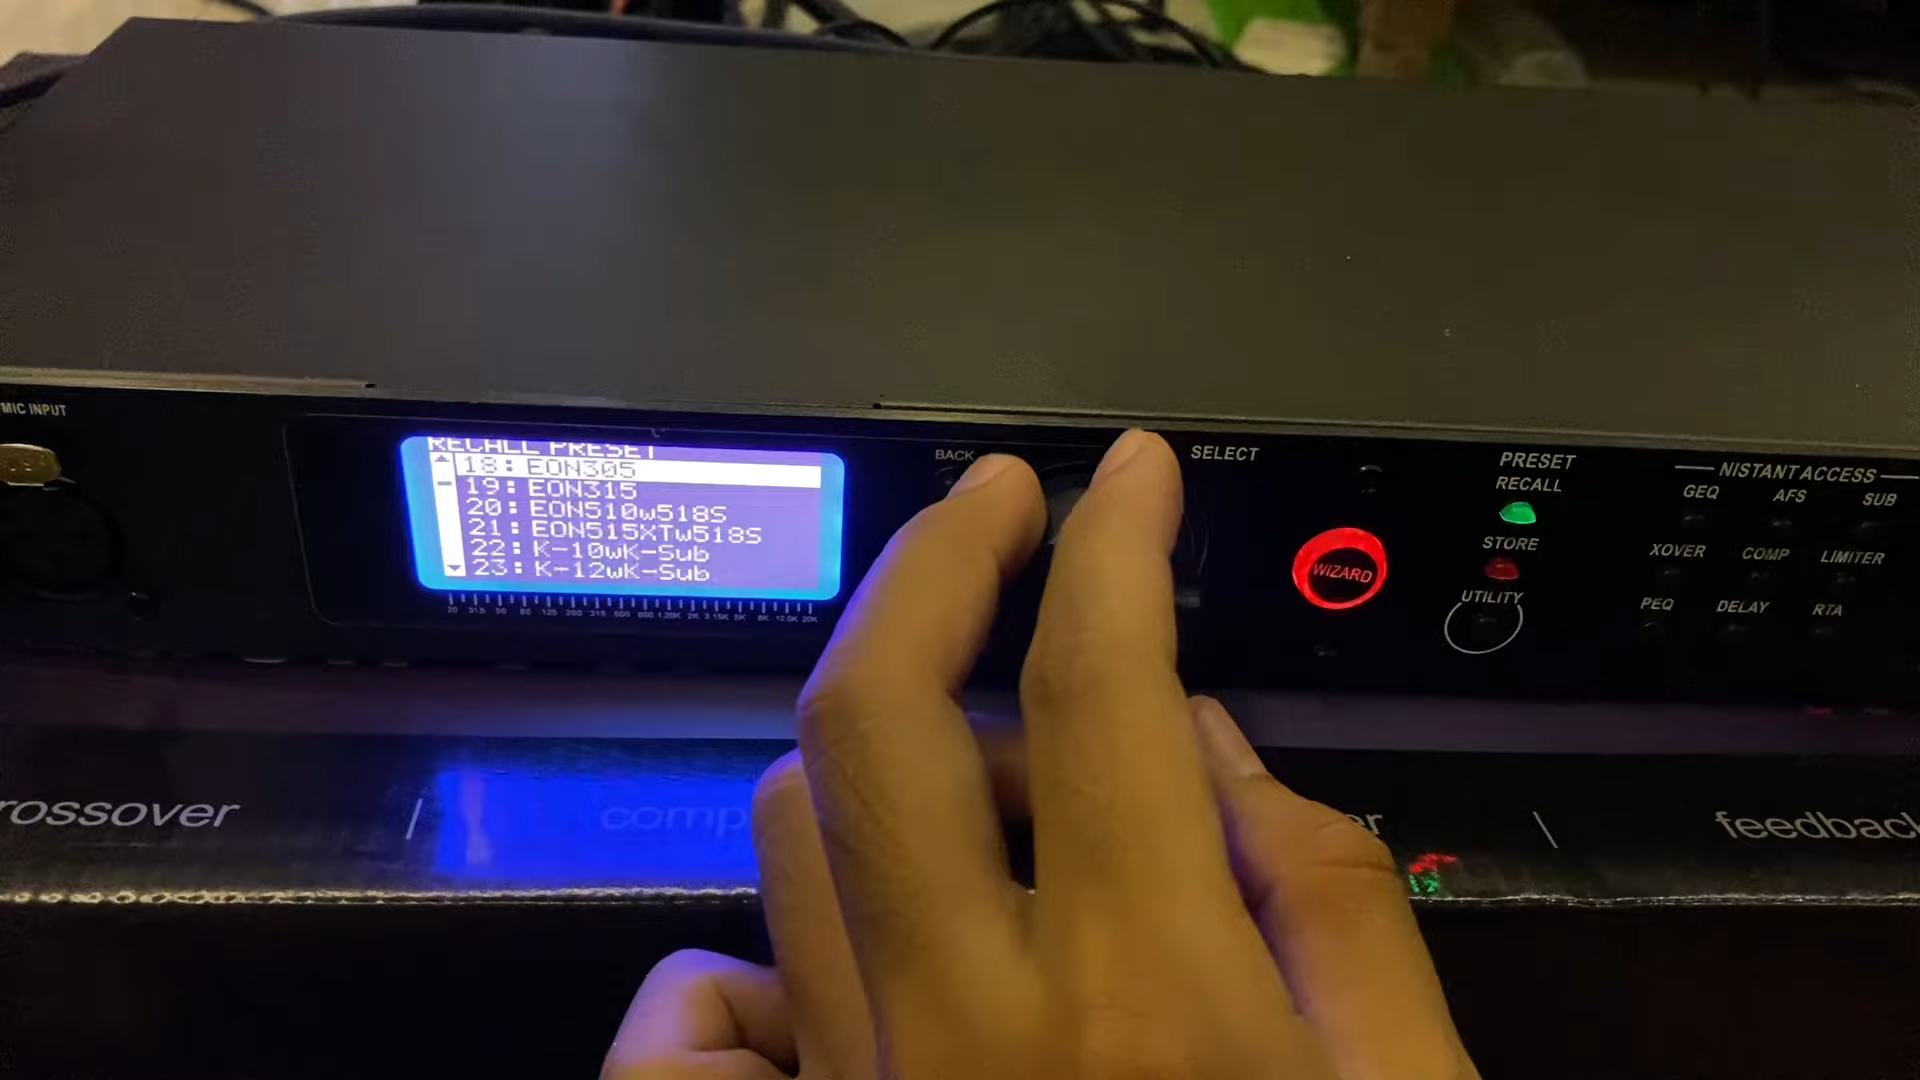 MIC INPUT
RECALL PRESET
18: EON305
19: EON315
20: EON510w518S
21: EON515XTw518S
22: K-10wK-Sub
23: K-12wK-Sub
20 31.5 50 80 125 200 315 500 800 1.25K 2K 3.15K 5K 8K 12.5K 20K
BACK
SELECT
WIZARD
PRESET
RECALL
STORE
UTILITY
NISTANT ACCESS
GEQ AFS SUB
XOVER COMP LIMITER
PEQ DELAY RTA
rossover | comp er \ feedback